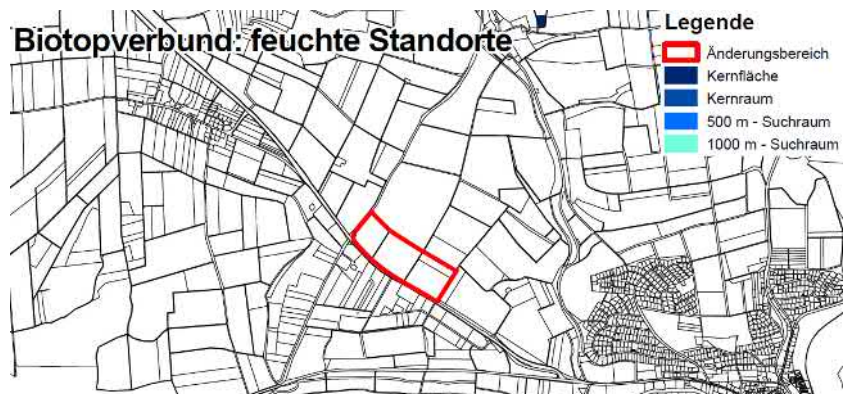 Biotopverbund: feuchte Standorte
Legende
Änderungsbereich
Kernfläche
Kernraum
500 m - Suchraum
1000 m - Suchraum